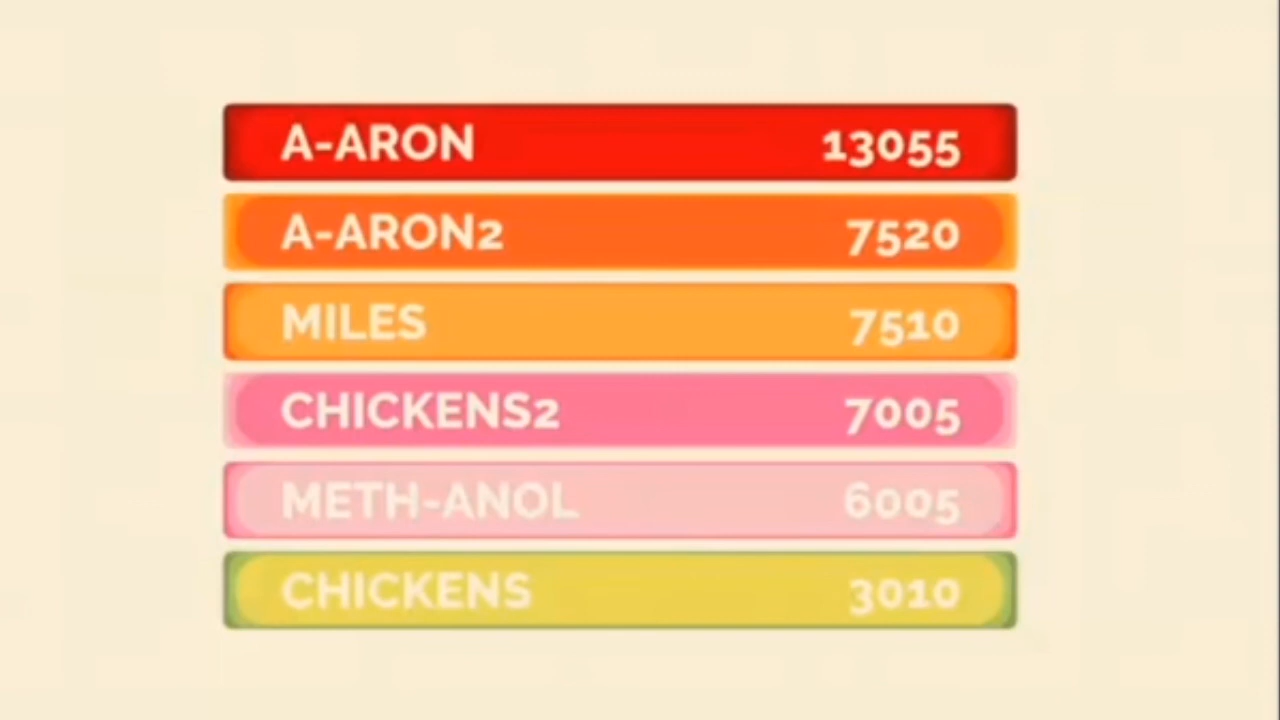 A-ARON 13055
A-ARON2 7520
MILES 7510
CHICKENS2 7005
METH-ANOL 6005
CHICKENS 3010